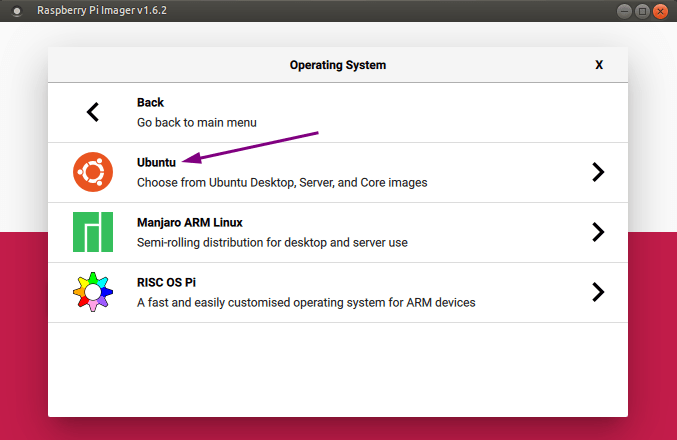 Raspberry Pi Imager v1.6.2
Operating System
X
Back
Go back to main menu
Ubuntu
Choose from Ubuntu Desktop, Server, and Core images
Manjaro ARM Linux
Semi-rolling distribution for desktop and server use
RISC OS Pi
A fast and easily customised operating system for ARM devices